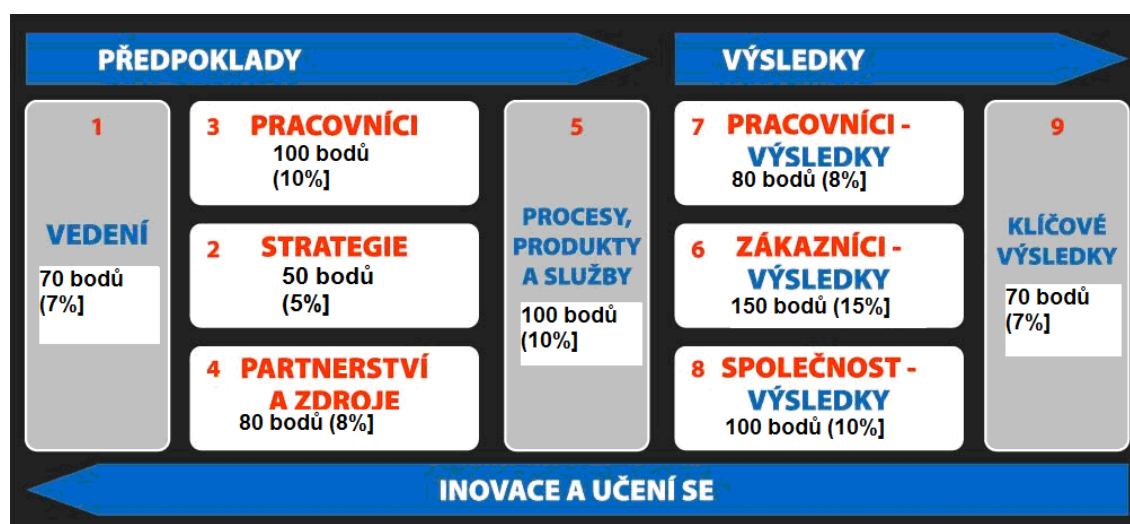 PŘEDPOKLADY
VÝSLEDKY
1
VEDENÍ
70 bodů
(7%]
3 PRACOVNÍCI
100 bodů
(10%]
2 STRATEGIE
50 bodů
(5%]
4 PARTNERSTVÍ
A ZDROJE
80 bodů (8%]
5
PROCESY,
PRODUKTY
A SLUŽBY
100 bodů
(10%]
7 PRACOVNÍCI -
VÝSLEDKY
80 bodů (8%]
6 ZÁKAZNÍCI -
VÝSLEDKY
150 bodů (15%]
8 SPOLEČNOST -
VÝSLEDKY
100 bodů (10%]
9
KLÍČOVÉ
VÝSLEDKY
70 bodů
(7%]
INOVACE A UČENÍ SE